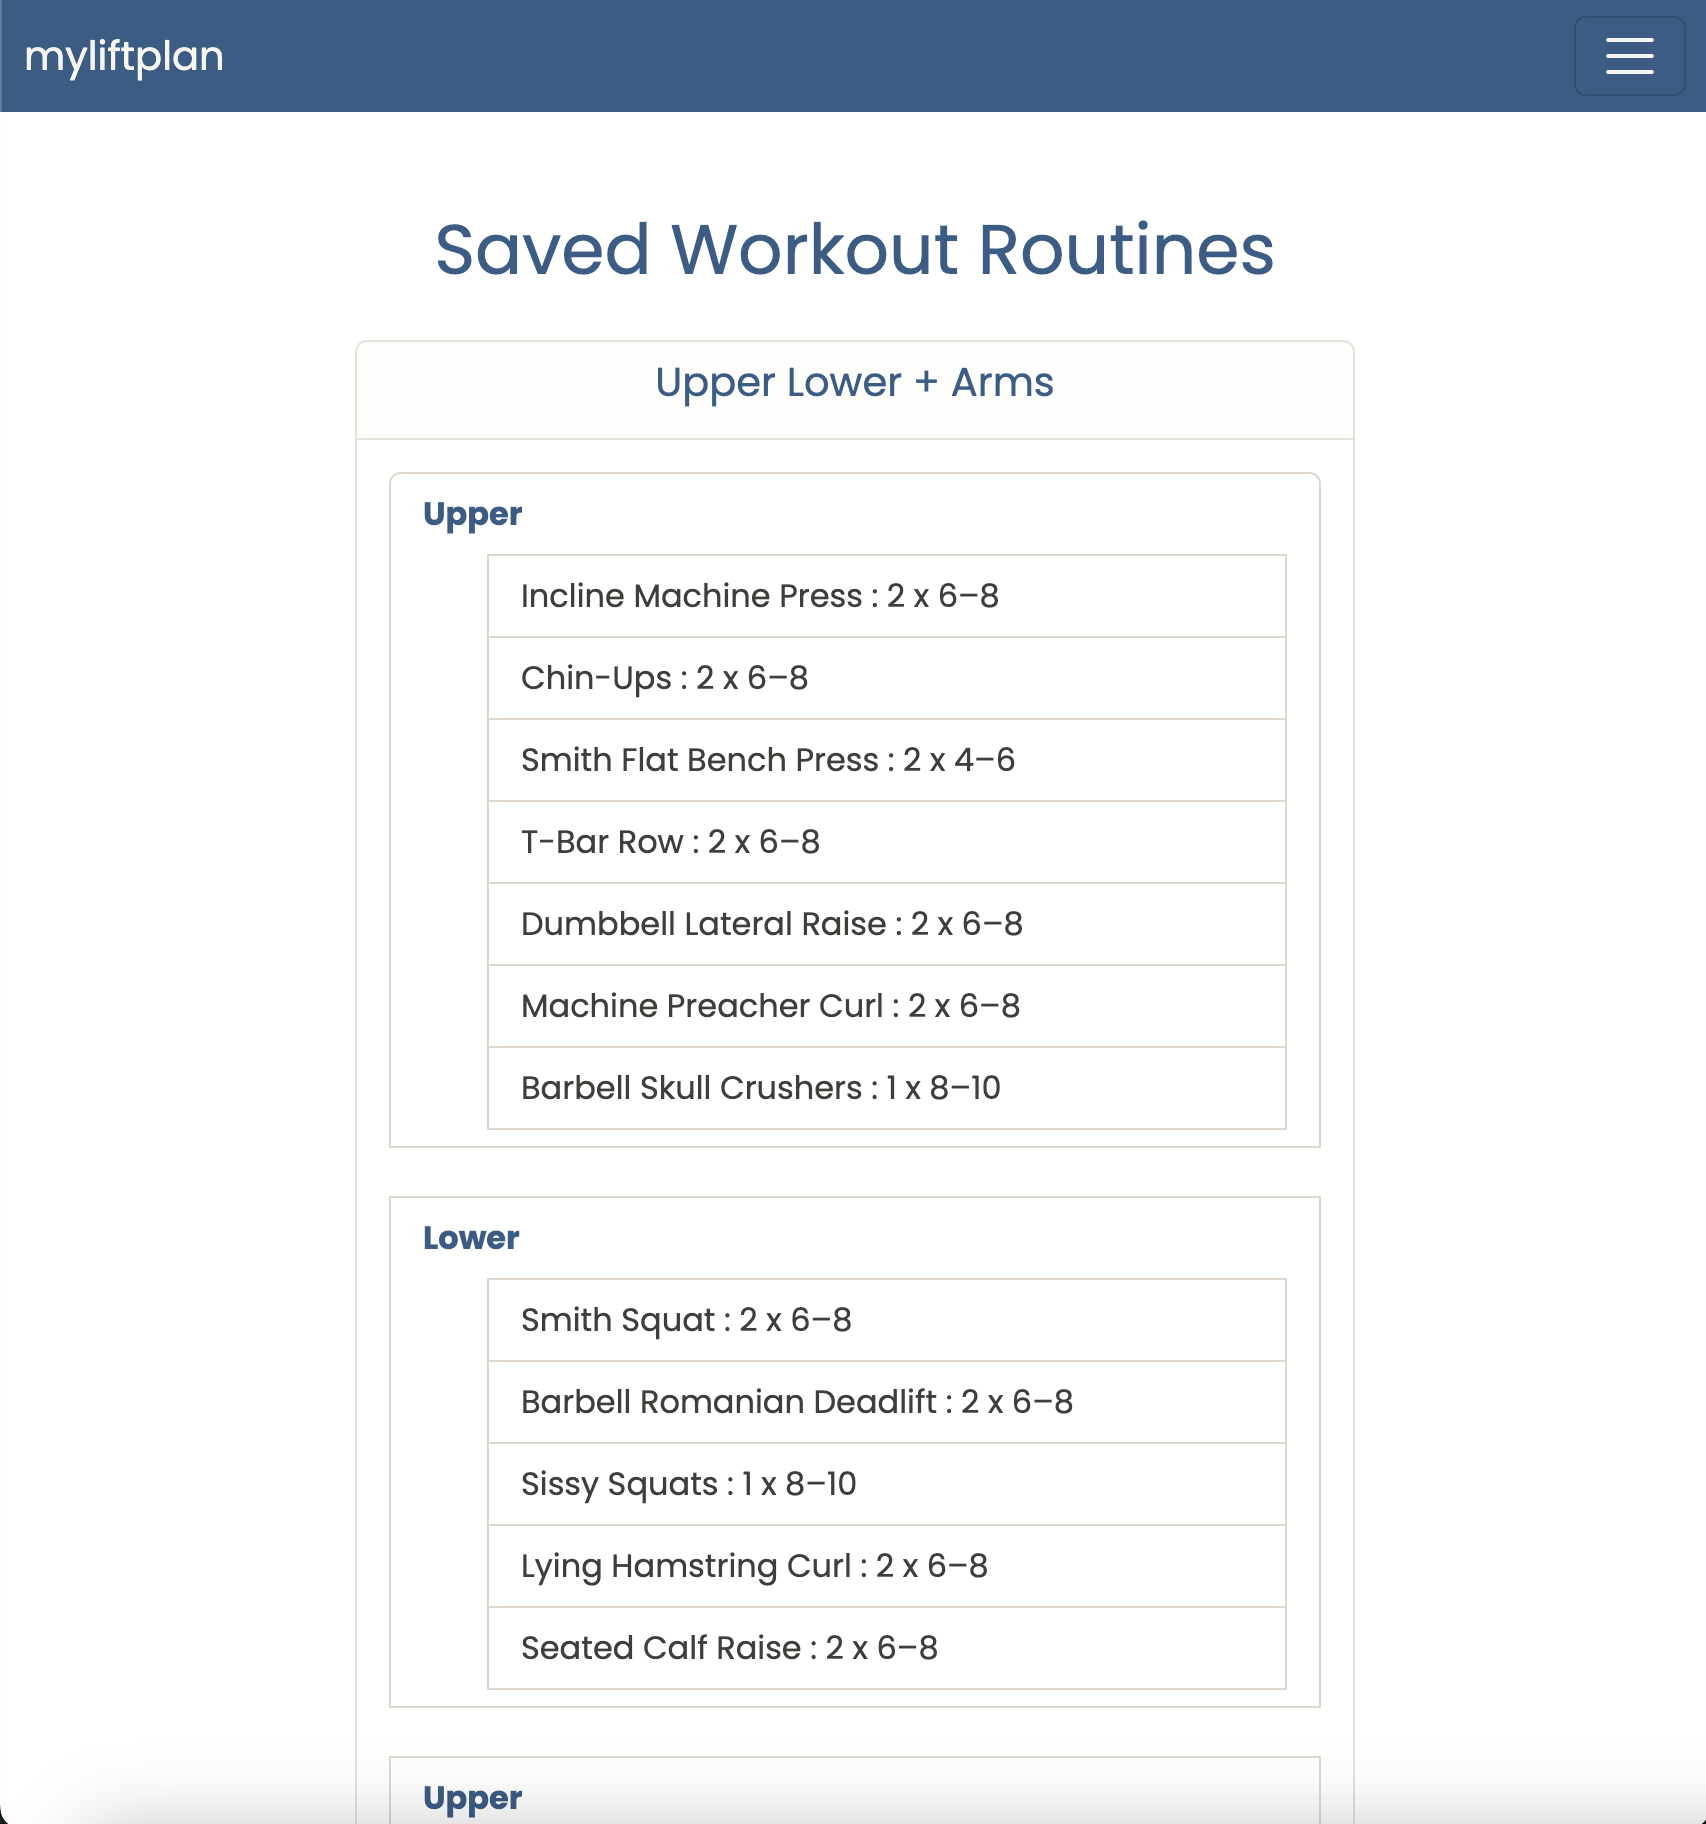 myliftplan
Saved Workout Routines
Upper Lower + Arms
Upper
Incline Machine Press : 2 x 6–8
Chin-Ups : 2 x 6–8
Smith Flat Bench Press : 2 x 4–6
T-Bar Row : 2 x 6–8
Dumbbell Lateral Raise : 2 x 6–8
Machine Preacher Curl : 2 x 6–8
Barbell Skull Crushers : 1 x 8–10
Lower
Smith Squat : 2 x 6–8
Barbell Romanian Deadlift : 2 x 6–8
Sissy Squats : 1 x 8–10
Lying Hamstring Curl : 2 x 6–8
Seated Calf Raise : 2 x 6–8
Upper